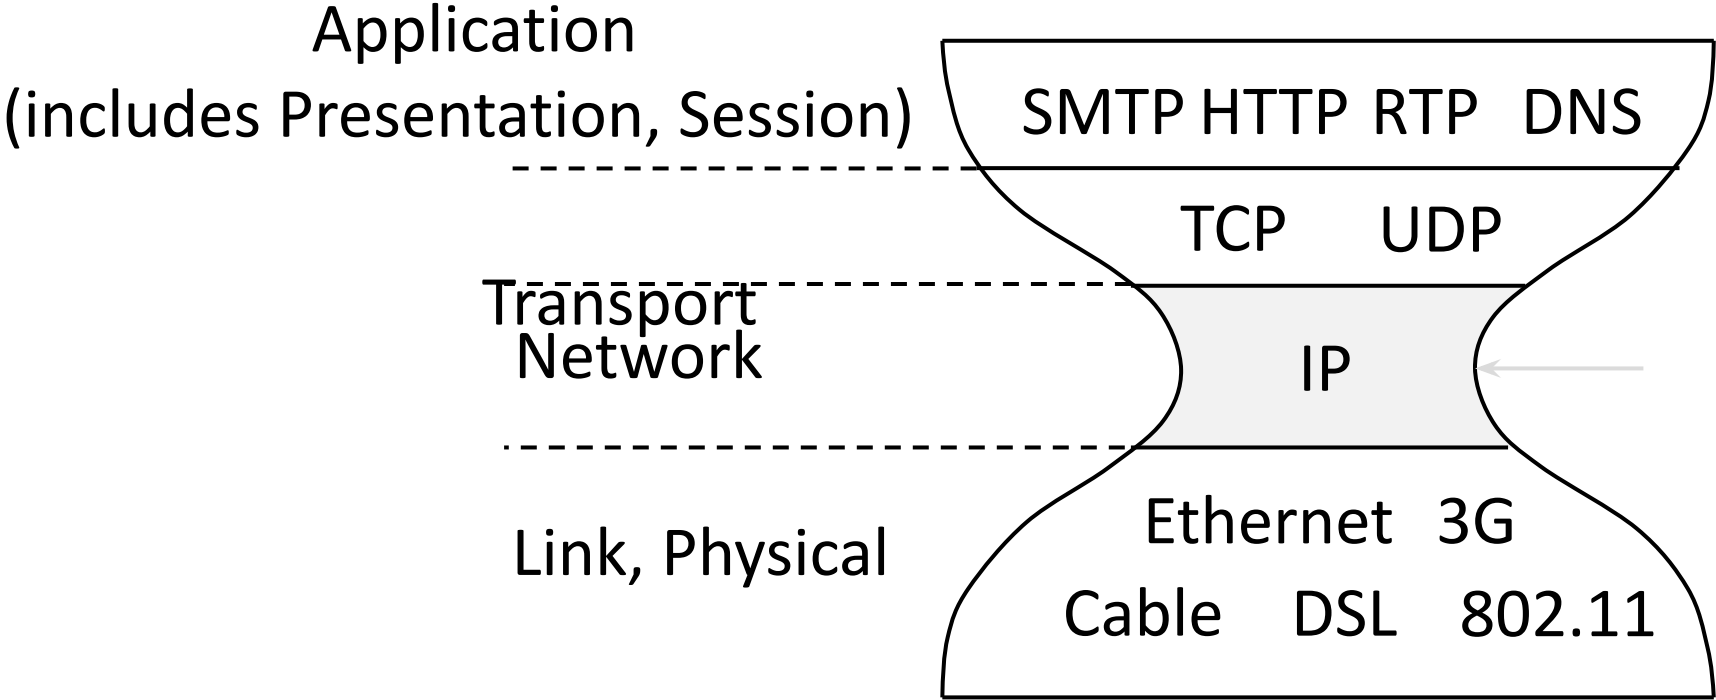 Application
(includes Presentation, Session)
SMTP HTTP RTP DNS
TCP UDP
Transport
Network
IP
Link, Physical
Ethernet 3G
Cable DSL 802.11